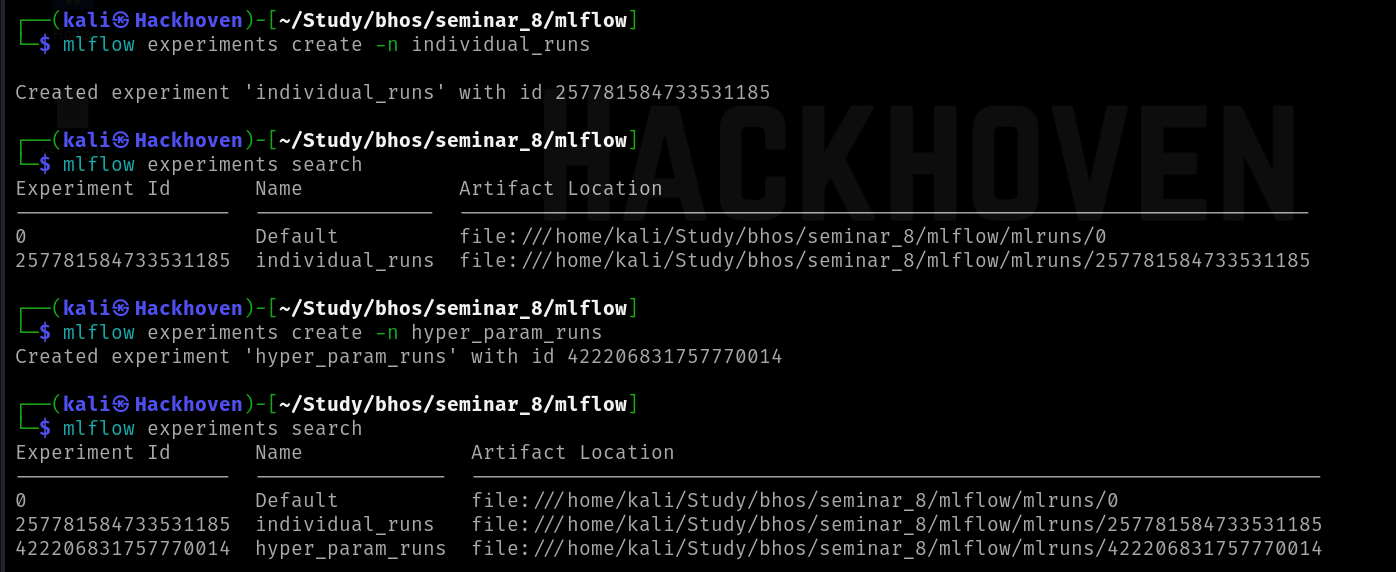 ┌──(kali㉿Hackhoven)-[~/Study/bhos/seminar_8/mlflow]
└─$ mlflow experiments create -n individual_runs
Created experiment 'individual_runs' with id 257781584733531185
┌──(kali㉿Hackhoven)-[~/Study/bhos/seminar_8/mlflow]
└─$ mlflow experiments search
Experiment Id       Name             Artifact Location
0                   Default          file:///home/kali/Study/bhos/seminar_8/mlflow/mlruns/0
257781584733531185  individual_runs  file:///home/kali/Study/bhos/seminar_8/mlflow/mlruns/257781584733531185
┌──(kali㉿Hackhoven)-[~/Study/bhos/seminar_8/mlflow]
└─$ mlflow experiments create -n hyper_param_runs
Created experiment 'hyper_param_runs' with id 422206831757770014
┌──(kali㉿Hackhoven)-[~/Study/bhos/seminar_8/mlflow]
└─$ mlflow experiments search
Experiment Id       Name              Artifact Location
0                   Default           file:///home/kali/Study/bhos/seminar_8/mlflow/mlruns/0
257781584733531185  individual_runs   file:///home/kali/Study/bhos/seminar_8/mlflow/mlruns/257781584733531185
422206831757770014  hyper_param_runs  file:///home/kali/Study/bhos/seminar_8/mlflow/mlruns/422206831757770014
HACKHOVEN